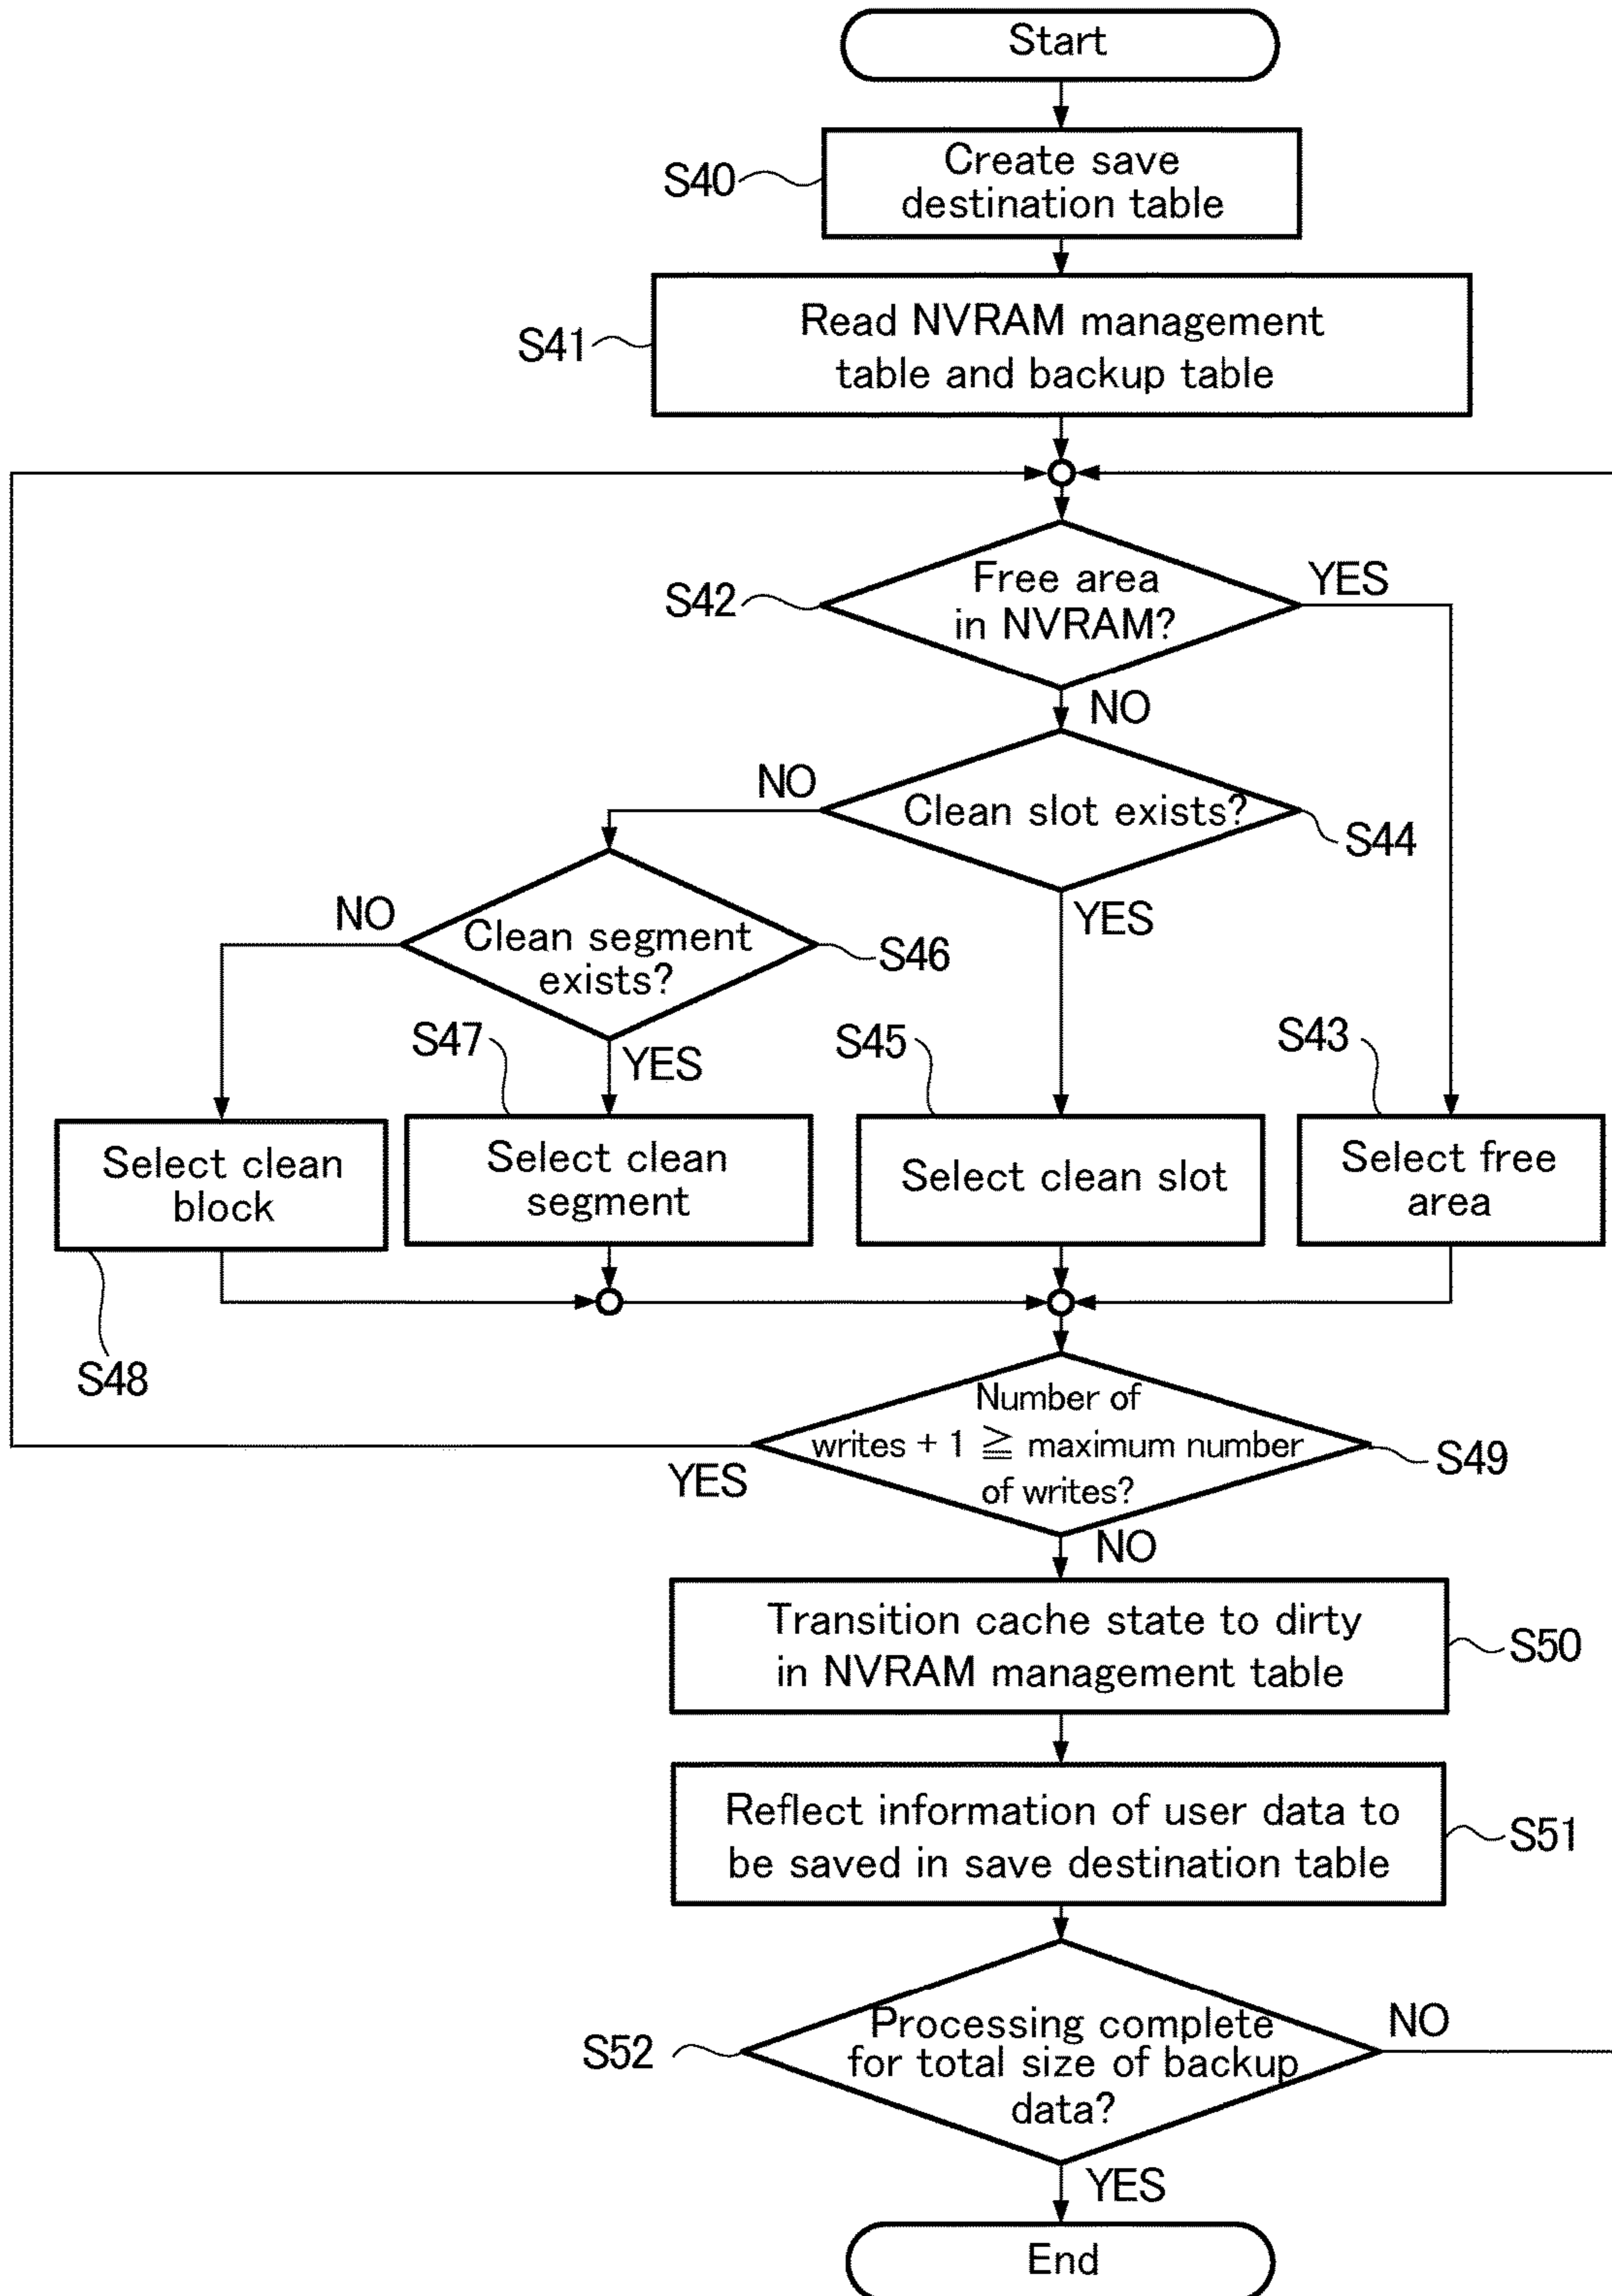 Start
S40
Create save
destination table
S41
Read NVRAM management
table and backup table
S42
Free area
in NVRAM?
YES
NO
NO
Clean slot exists?
S44
NO
Clean segment
exists?
S46
YES
S47
YES
S45
S43
Select clean
block
Select clean
segment
Select clean slot
Select free
area
S48
Number of
writes + 1 ≧ maximum number
of writes?
S49
YES
NO
Transition cache state to dirty
in NVRAM management table
S50
Reflect information of user data to
be saved in save destination table
S51
S52
Processing complete
for total size of backup
data?
NO
YES
End